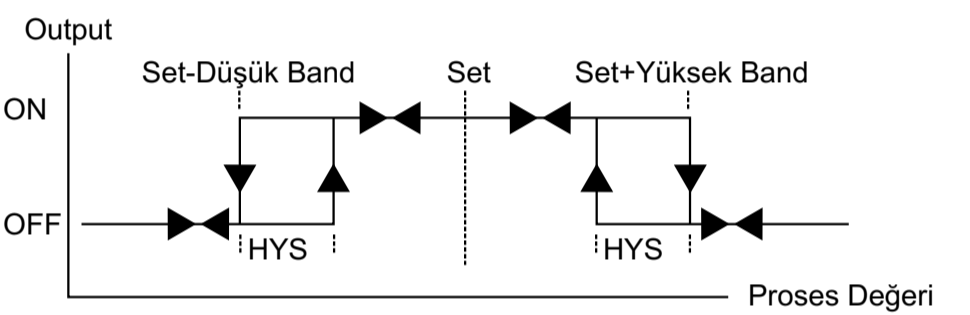 Output
Set-Düşük Band Set Set+Yüksek Band
ON
OFF
HYS HYS
Proses Değeri